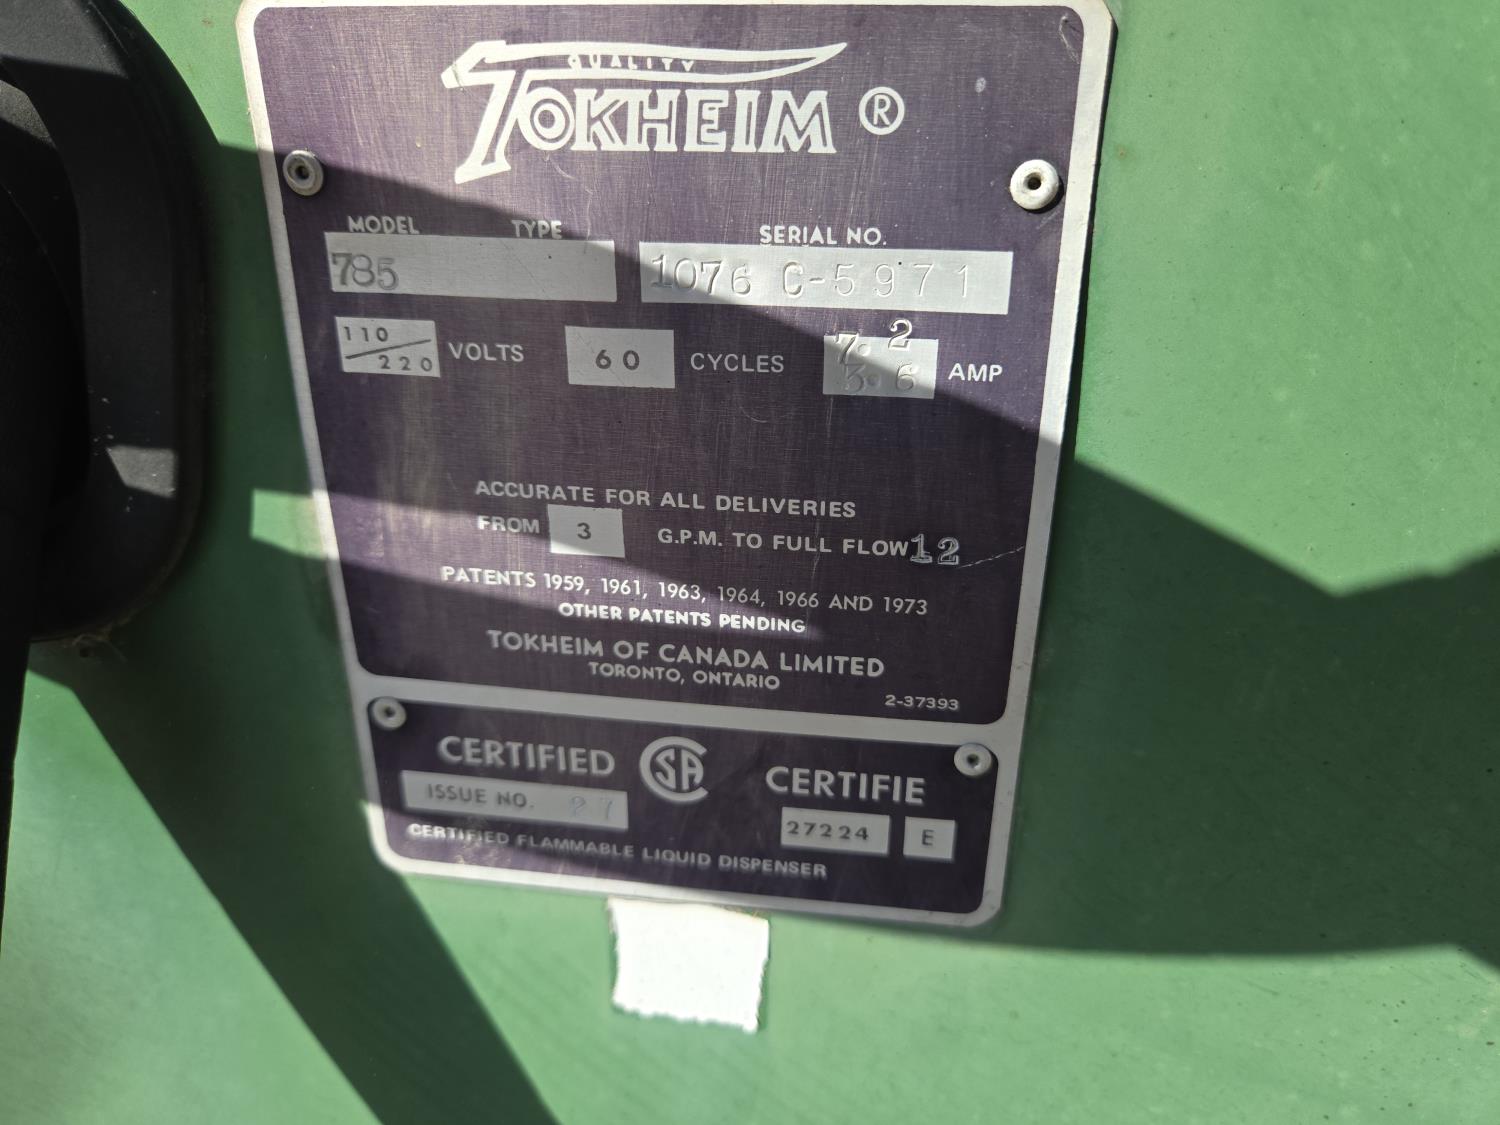 QUALITY
TOKHEIM ®
MODEL TYPE SERIAL NO.
785 1076 C-5971
110/220 VOLTS 60 CYCLES 7.2 3.6 AMP
ACCURATE FOR ALL DELIVERIES
FROM 3 G.P.M. TO FULL FLOW 12
PATENTS 1959, 1961, 1963, 1964, 1966 AND 1973
OTHER PATENTS PENDING
TOKHEIM OF CANADA LIMITED
TORONTO, ONTARIO
2-37393
CERTIFIED CSA CERTIFIE
ISSUE NO. 27 27224 E
CERTIFIED FLAMMABLE LIQUID DISPENSER